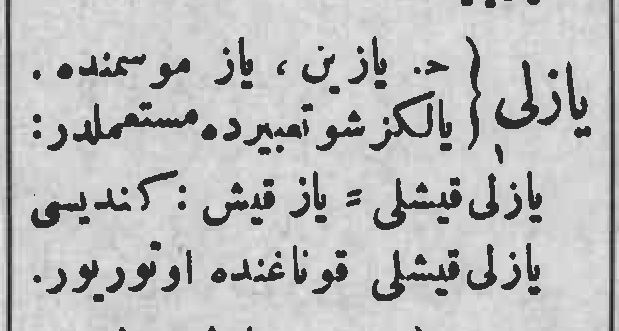 یازلی { ح. یازین ، یاز موسمنده .
یالکز شو تعبیرده مستعملدر :
یازلی قیشلی = یاز قیش : کندیسی
یازلی قیشلی قوناغنده اوتوریور.